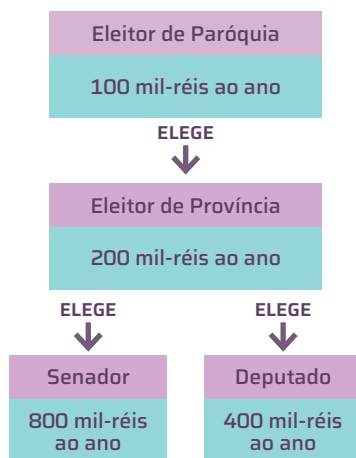 Eleitor de Paróquia
100 mil-réis ao ano
ELEGE
Eleitor de Província
200 mil-réis ao ano
ELEGE
ELEGE
Senador
800 mil-réis
ao ano
Deputado
400 mil-réis
ao ano